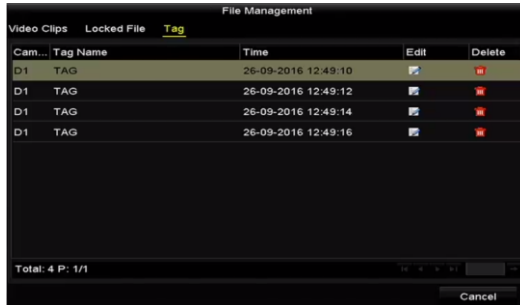 File Management
Video Clips Locked File Tag
Cam... Tag Name Time Edit Delete
D1 TAG 26-09-2016 12:49:10
D1 TAG 26-09-2016 12:49:12
D1 TAG 26-09-2016 12:49:14
D1 TAG 26-09-2016 12:49:16
Total: 4 P: 1/1
Cancel